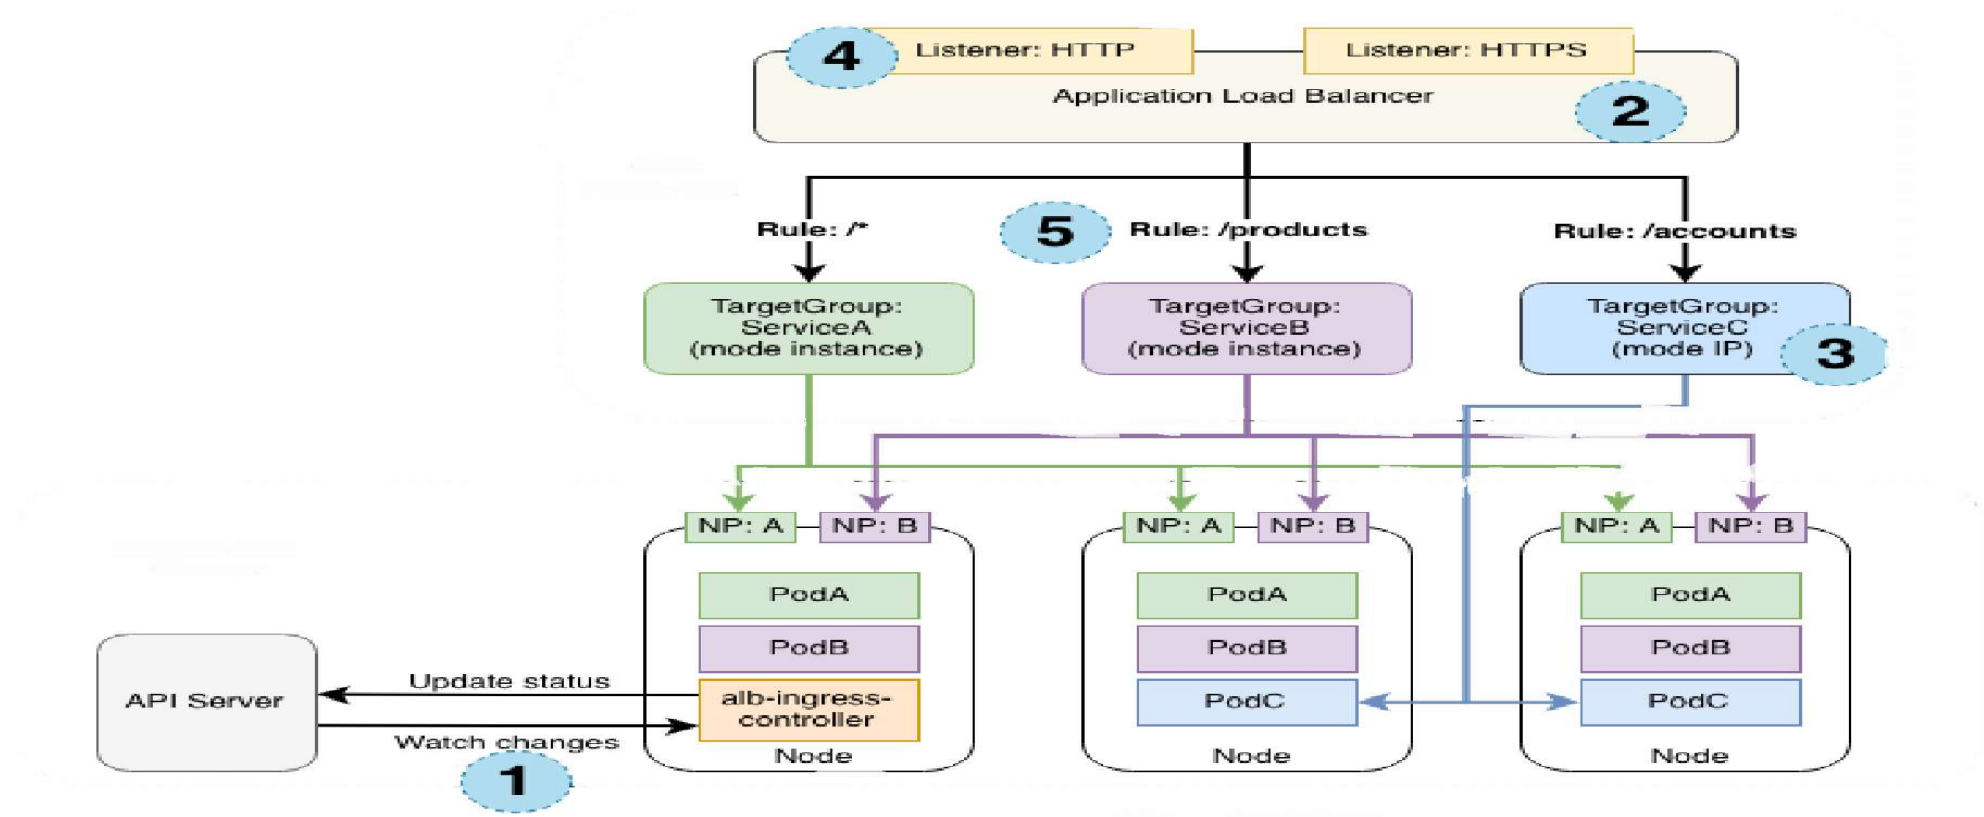 4
Listener: HTTP
Listener: HTTPS
Application Load Balancer
2
Rule: /*
5
Rule: /products
Rule: /accounts
TargetGroup:
ServiceA
(mode instance)
TargetGroup:
ServiceB
(mode instance)
TargetGroup:
ServiceC
(mode IP)
3
NP: A
NP: B
NP: A
NP: B
NP: A
NP: B
PodA
PodB
alb-ingress-
controller
Node
PodA
PodB
PodC
Node
PodA
PodB
PodC
Node
API Server
Update status
Watch changes
1